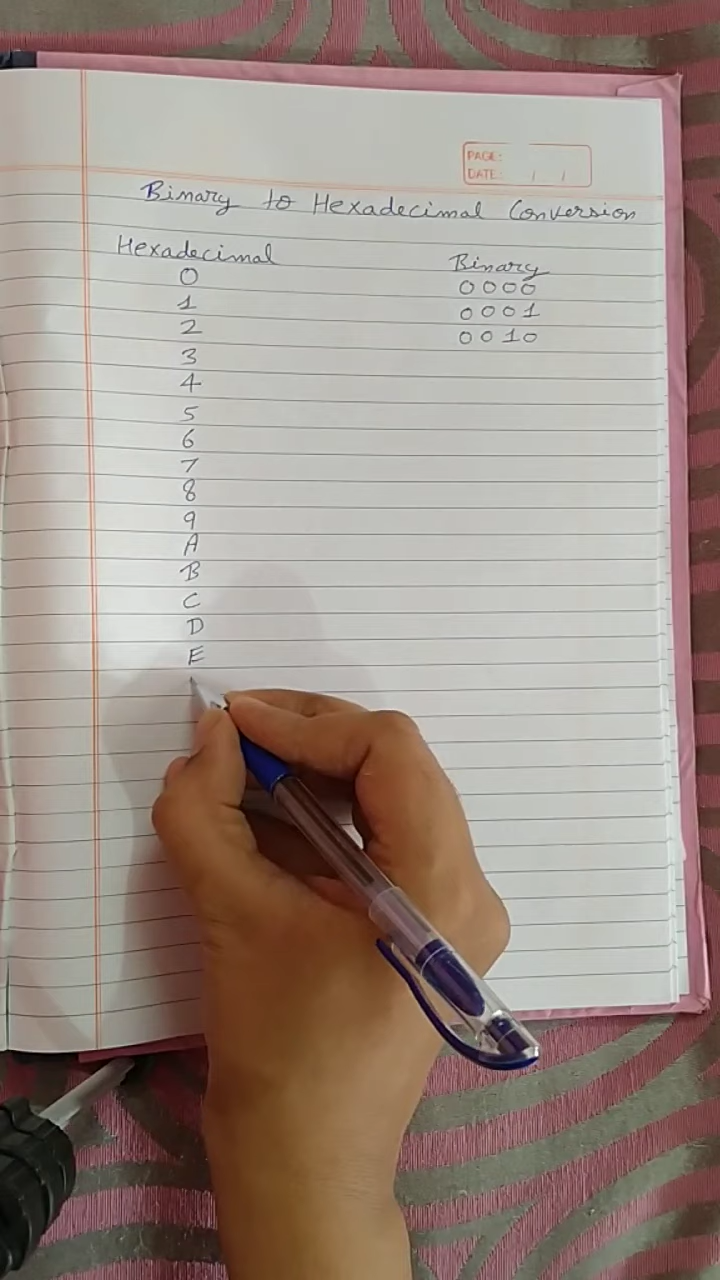 PAGE:
DATE: / /
Binary to Hexadecimal Conversion
Hexadecimal Binary
0 0000
1 0001
2 0010
3
4
5
6
7
8
9
A
B
C
D
E